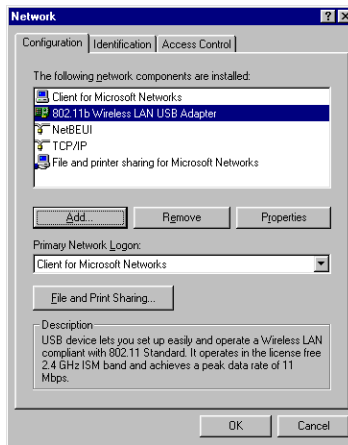 Network
Configuration Identification Access Control
The following network components are installed:
Client for Microsoft Networks
802.11b Wireless LAN USB Adapter
NetBEUI
TCP/IP
File and printer sharing for Microsoft Networks
Add... Remove Properties
Primary Network Logon:
Client for Microsoft Networks
File and Print Sharing...
Description
USB device lets you set up easily and operate a Wireless LAN
compliant with 802.11 Standard. It operates in the license free
2.4 GHz ISM band and achieves a peak data rate of 11
Mbps.
OK Cancel